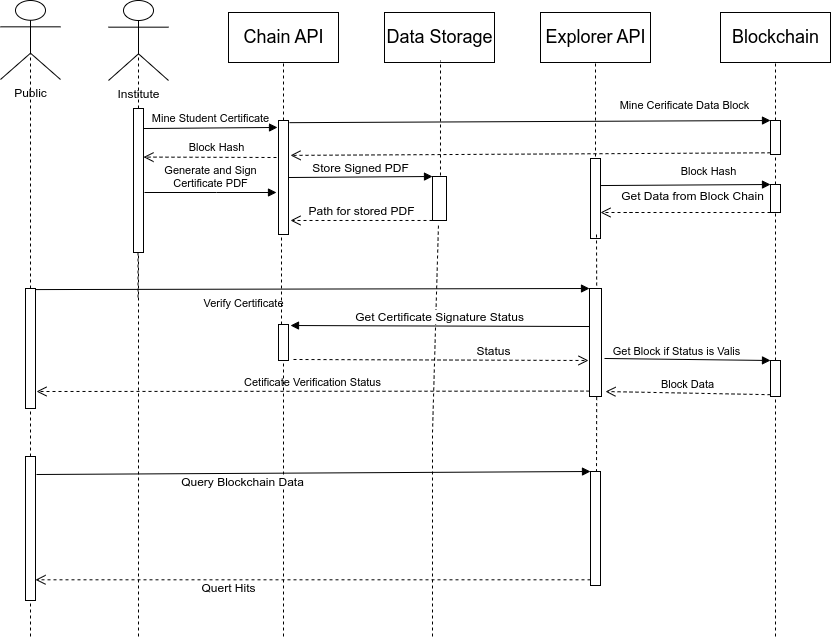 Chain API
Data Storage
Explorer API
Blockchain
Public
Institute
Mine Student Certificate
Mine Cerificate Data Block
Block Hash
Generate and Sign
Certificate PDF
Store Signed PDF
Block Hash
Get Data from Block Chain
Path for stored PDF
Verify Certificate
Get Certificate Signature Status
Status
Get Block if Status is Valis
Cetificate Verification Status
Block Data
Query Blockchain Data
Quert Hits